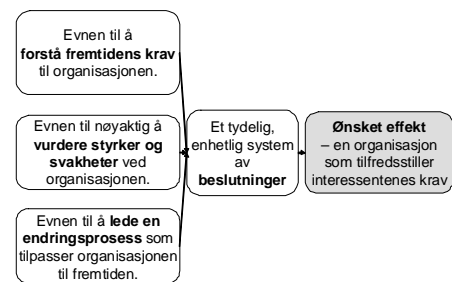 Evnen til å
forstå fremtidens krav
til organisasjonen.
Evnen til nøyaktig å
vurdere styrker og
svakheter ved
organisasjonen.
Evnen til å lede en
endringsprosess som
tilpasser organisasjonen
til fremtiden.
Et tydelig,
enhetlig system
av
beslutninger
Ønsket effekt
– en organisasjon
som tilfredsstiller
interessentenes krav